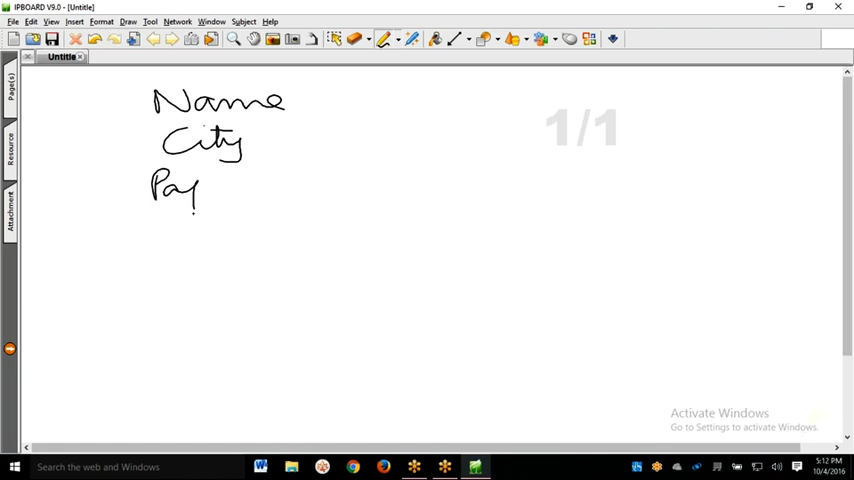 IPBOARD V9.0 - [Untitle]
File Edit View Insert Format Draw Tool Network Window Subject Help
Untitle
Page(s)
Resource
Attachment
Name
City
Pay
1/1
Activate Windows
Go to Settings to activate Windows.
Search the web and Windows
5:12 PM
10/4/2016